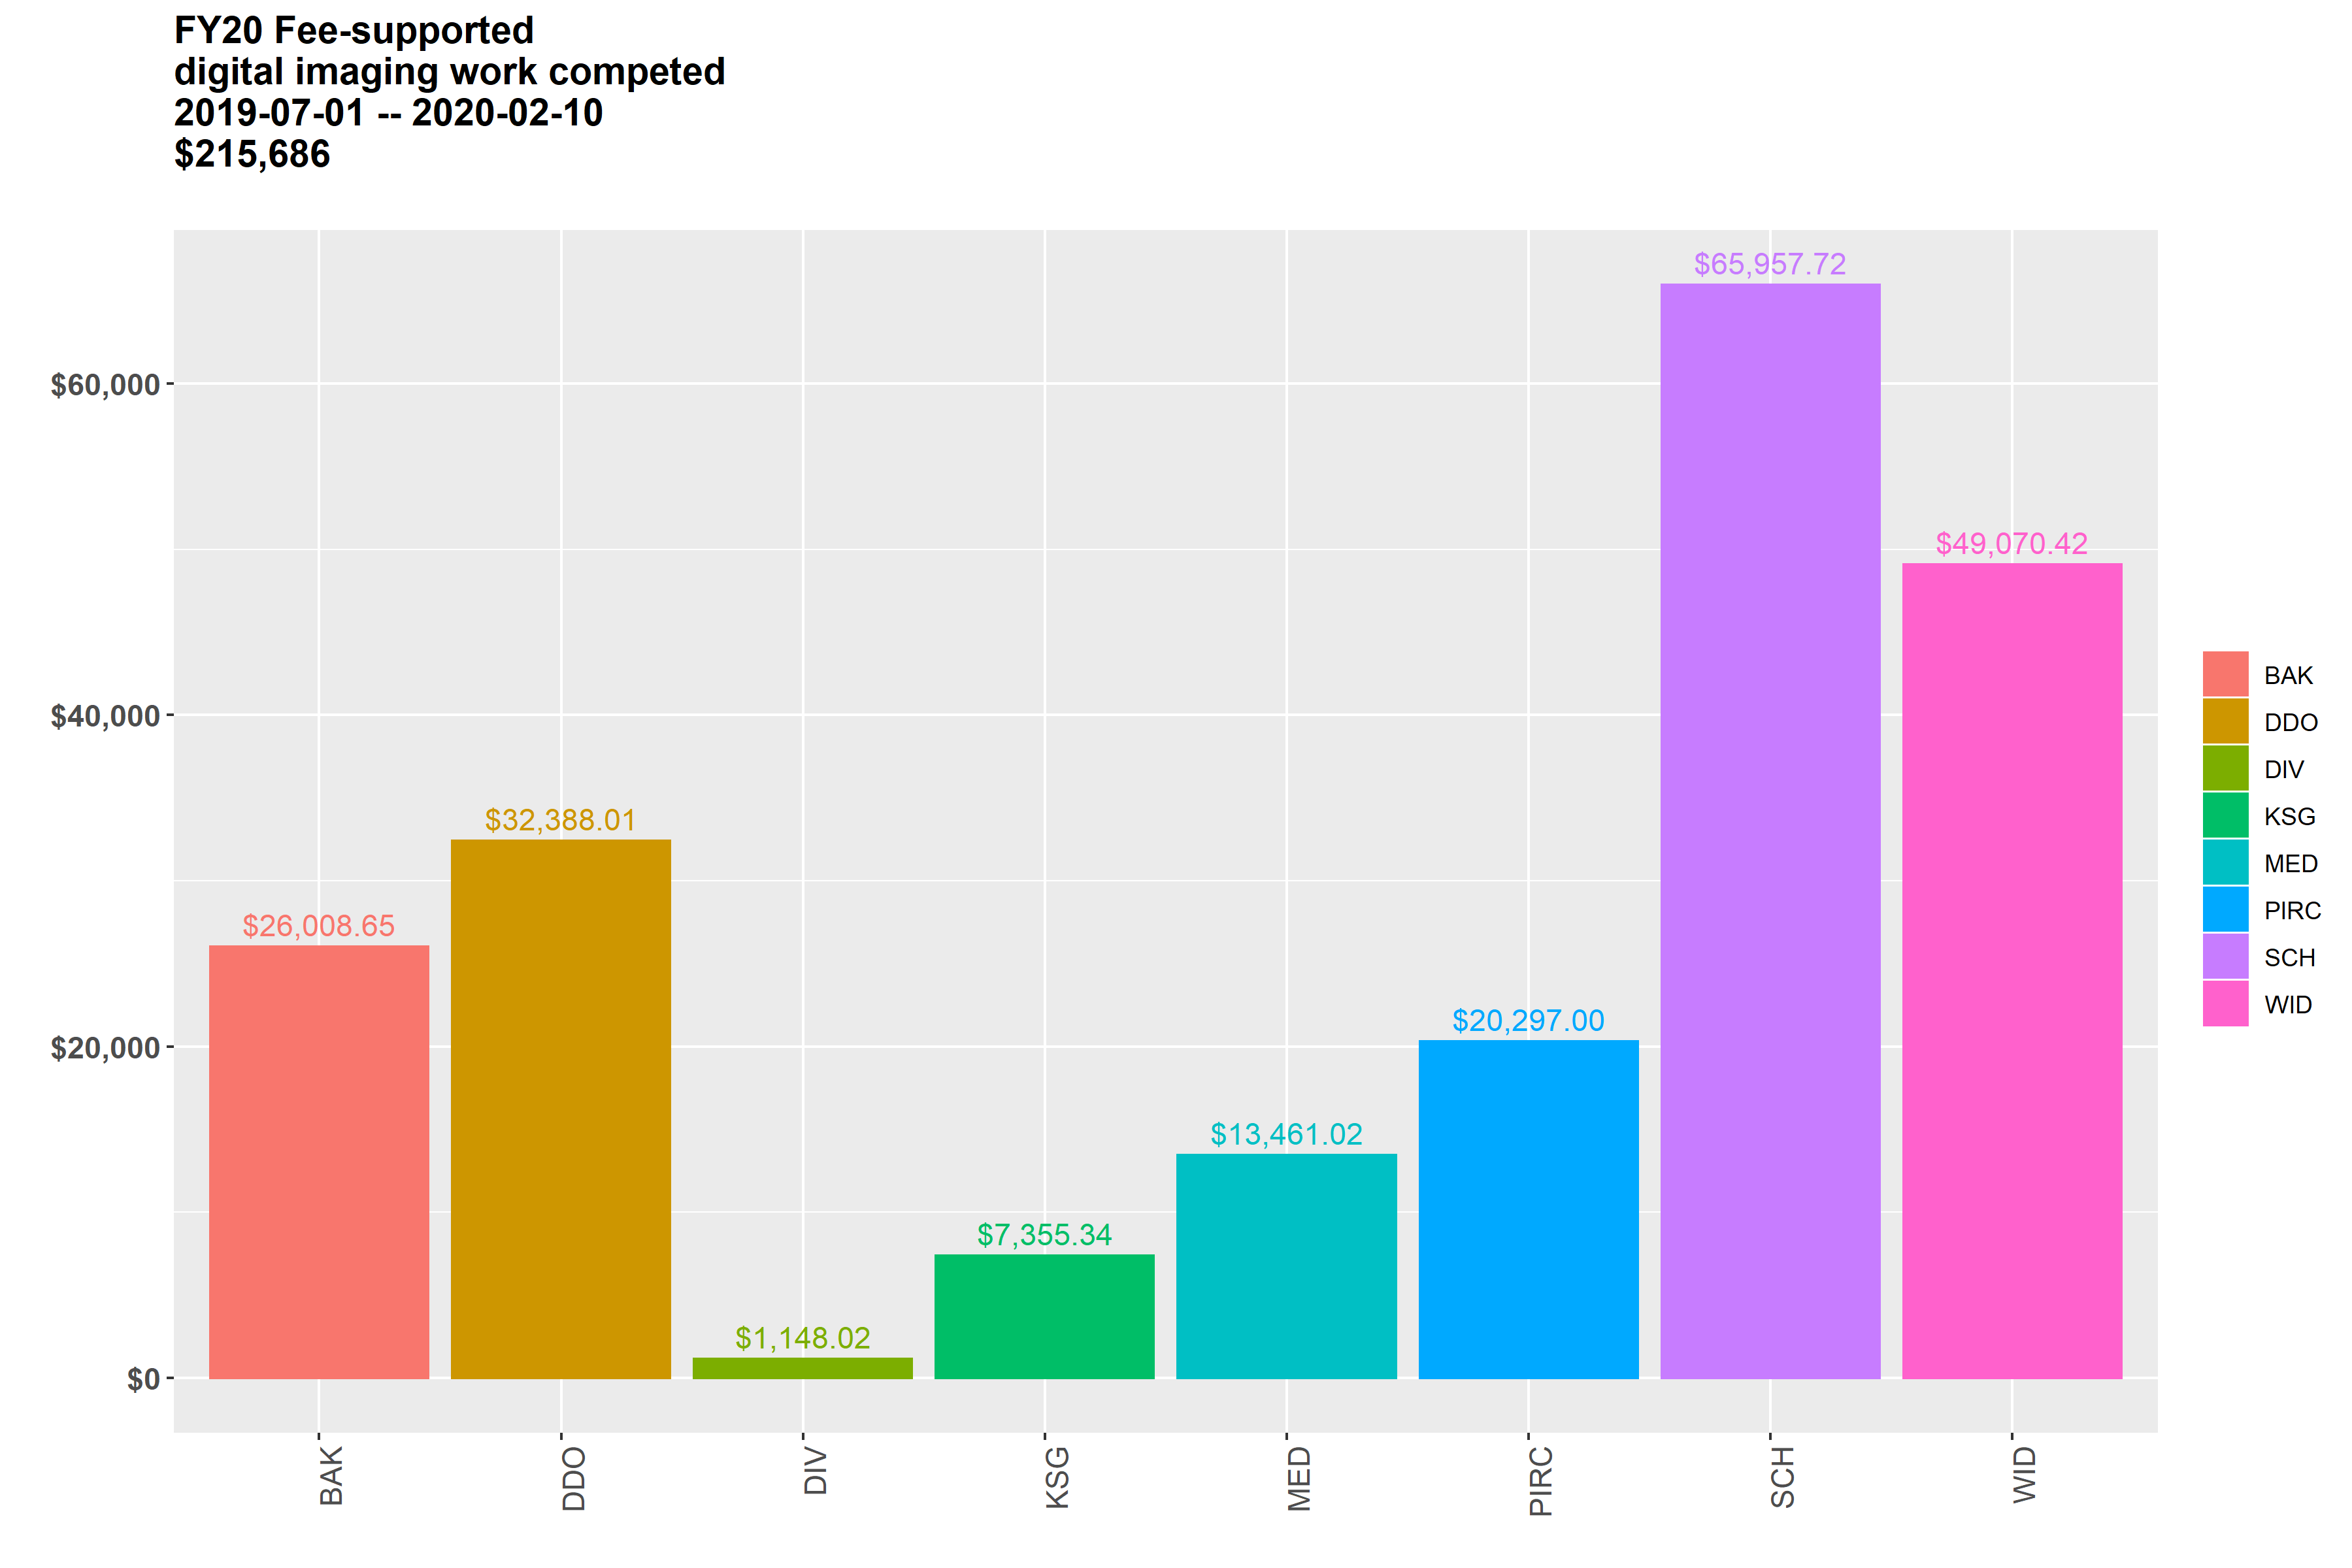 FY20 Fee-supported
digital imaging work competed
2019-07-01 -- 2020-02-10
$215,686
$60,000
$40,000
$20,000
$0
$26,008.65
$32,388.01
$1,148.02
$7,355.34
$13,461.02
$20,297.00
$65,957.72
$49,070.42
BAK
DDO
DIV
KSG
MED
PIRC
SCH
WID
BAK
DDO
DIV
KSG
MED
PIRC
SCH
WID